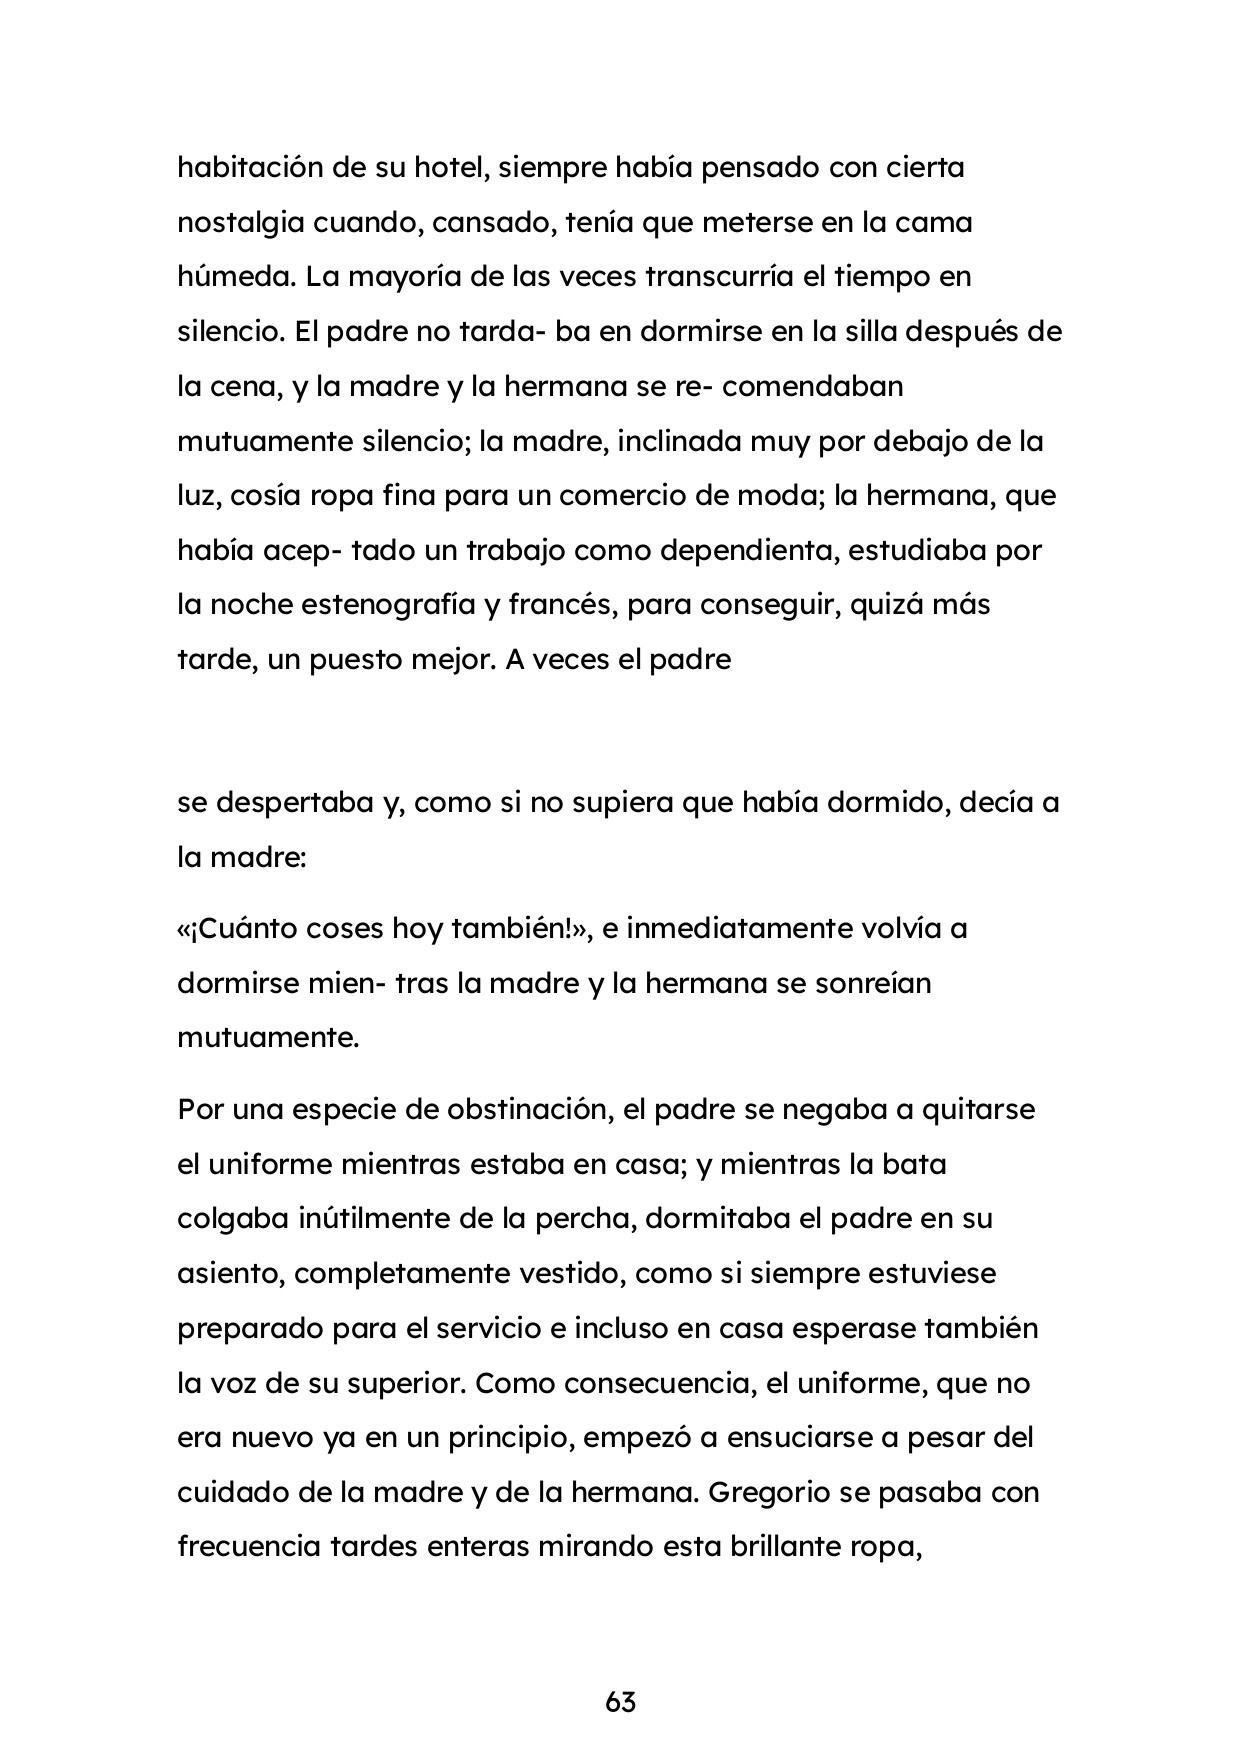 habitación de su hotel, siempre había pensado con cierta
nostalgia cuando, cansado, tenía que meterse en la cama
húmeda. La mayoría de las veces transcurría el tiempo en
silencio. El padre no tarda- ba en dormirse en la silla después de
la cena, y la madre y la hermana se re- comendaban
mutuamente silencio; la madre, inclinada muy por debajo de la
luz, cosía ropa fina para un comercio de moda; la hermana, que
había acep- tado un trabajo como dependienta, estudiaba por
la noche estenografía y francés, para conseguir, quizá más
tarde, un puesto mejor. A veces el padre
se despertaba y, como si no supiera que había dormido, decía a
la madre:
«¡Cuánto coses hoy también!», e inmediatamente volvía a
dormirse mien- tras la madre y la hermana se sonreían
mutuamente.
Por una especie de obstinación, el padre se negaba a quitarse
el uniforme mientras estaba en casa; y mientras la bata
colgaba inútilmente de la percha, dormitaba el padre en su
asiento, completamente vestido, como si siempre estuviese
preparado para el servicio e incluso en casa esperase también
la voz de su superior. Como consecuencia, el uniforme, que no
era nuevo ya en un principio, empezó a ensuciarse a pesar del
cuidado de la madre y de la hermana. Gregorio se pasaba con
frecuencia tardes enteras mirando esta brillante ropa,
63